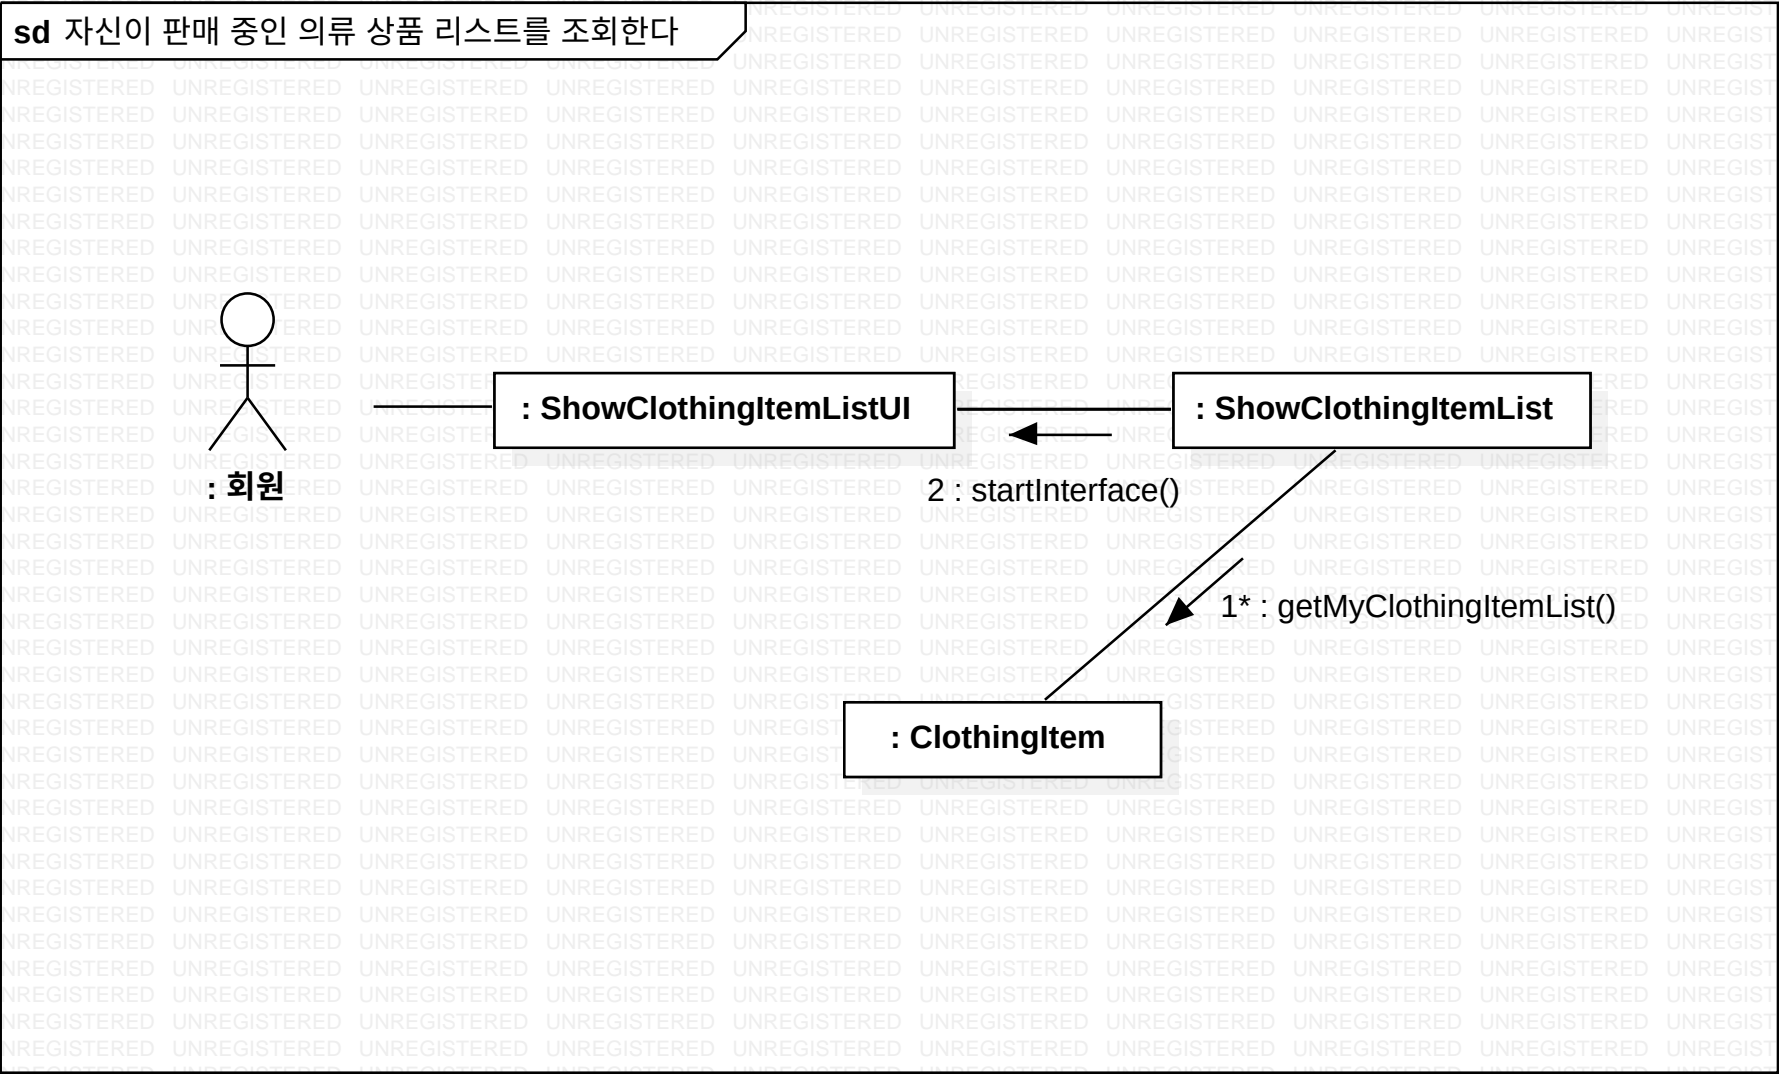 sd 자신이 판매 중인 의류 상품 리스트를 조회한다
: ShowClothingItemListUI
: ShowClothingItemList
: 회원
2 : startInterface()
1* : getMyClothingItemList()
: ClothingItem
UNREGISTERED